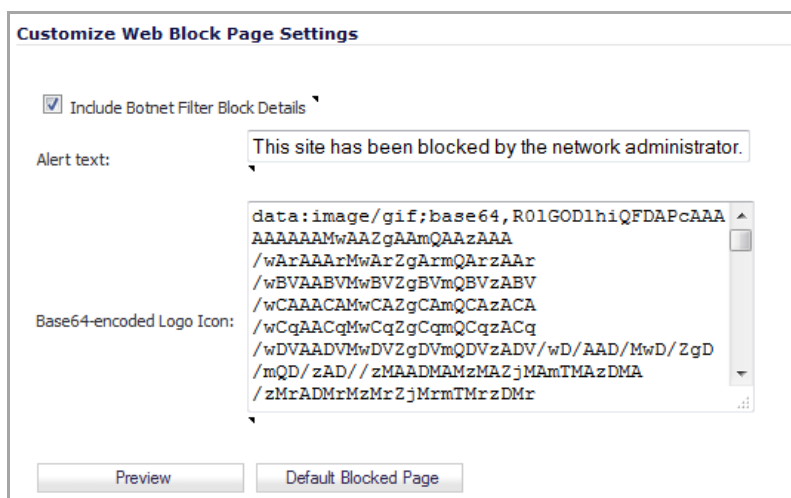 Customize Web Block Page Settings
Include Botnet Filter Block Details
Alert text:
This site has been blocked by the network administrator.
Base64-encoded Logo Icon:
data:image/gif;base64,R0lGODlhiQFDAPcAAA
AAAAAAMwAAZgAAmQAAzAAA
/wArAAArMwArZgArmQArzAAr
/wBVAABVMwBVZgBVmQBVzABV
/wCAAACAMwCAZgCAmQCAzACA
/wCqAACqMwCqZgCqmQCqzACq
/wDVAADVMwDVZgDVmQDVzADV/wD/AAD/MwD/ZgD
/mQD/zAD//zMAADMAMzMAZjMAmTMAzDMA
/zMrADMrMzMrZjMrmTMrzDMr
Preview
Default Blocked Page